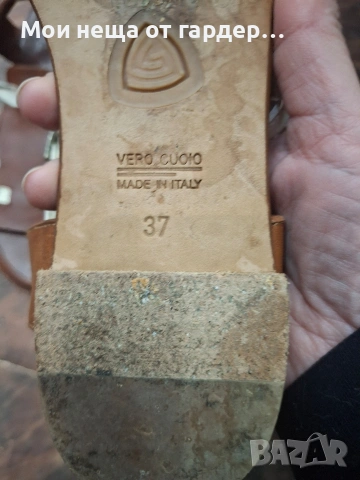 Мои неща от гардер…
VERO CUOIO
MADE IN ITALY
37
BAZAR